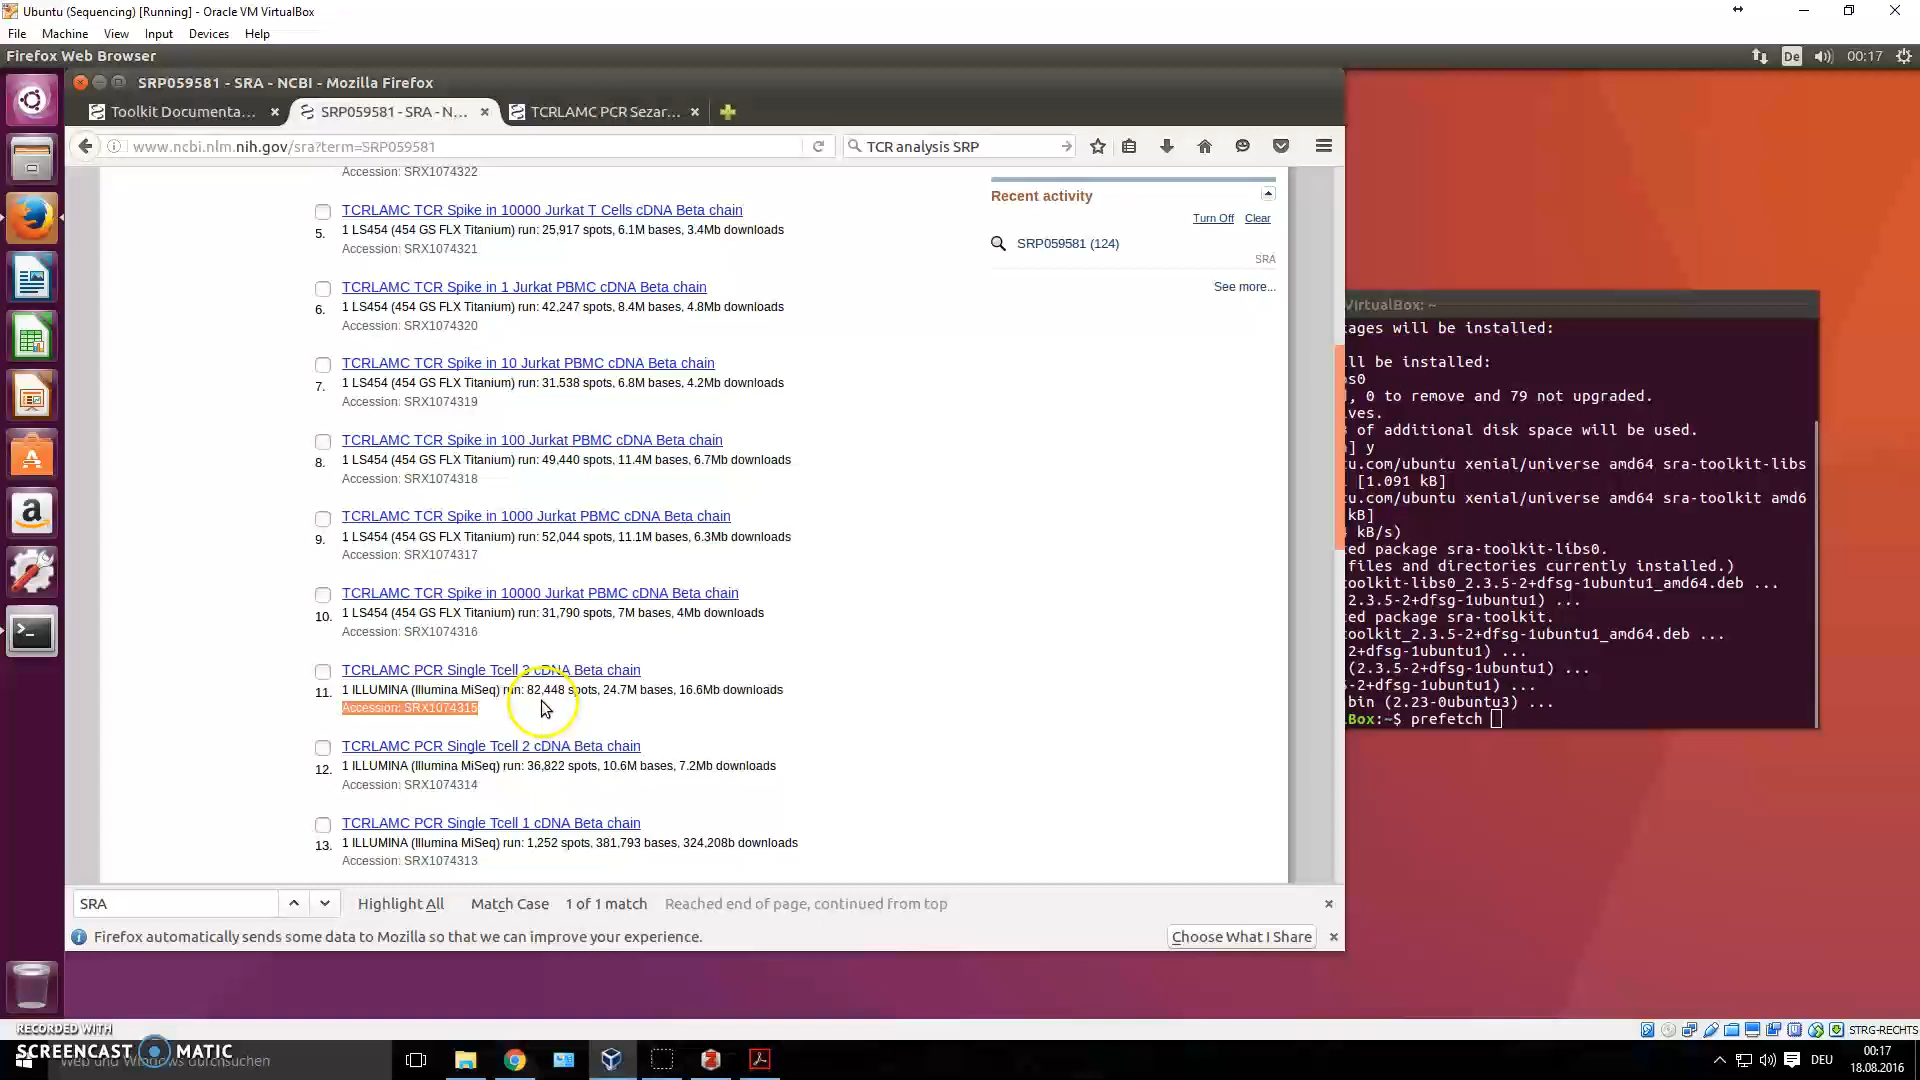 Ubuntu (Sequencing) [Running] - Oracle VM VirtualBox
File Machine View Input Devices Help
Firefox Web Browser
De 00:17
SRP059581 - SRA - NCBI - Mozilla Firefox
Toolkit Documenta... SRP059581 - SRA - N... TCRLAMC PCR Sezar...
www.ncbi.nlm.nih.gov/sra?term=SRP059581
TCR analysis SRP
Accession: SRX1074322
TCRLAMC TCR Spike in 10000 Jurkat T Cells cDNA Beta chain
5. 1 LS454 (454 GS FLX Titanium) run: 25,917 spots, 6.1M bases, 3.4Mb downloads
Accession: SRX1074321
TCRLAMC TCR Spike in 1 Jurkat PBMC cDNA Beta chain
6. 1 LS454 (454 GS FLX Titanium) run: 42,247 spots, 8.4M bases, 4.8Mb downloads
Accession: SRX1074320
TCRLAMC TCR Spike in 10 Jurkat PBMC cDNA Beta chain
7. 1 LS454 (454 GS FLX Titanium) run: 31,538 spots, 6.8M bases, 4.2Mb downloads
Accession: SRX1074319
TCRLAMC TCR Spike in 100 Jurkat PBMC cDNA Beta chain
8. 1 LS454 (454 GS FLX Titanium) run: 49,440 spots, 11.4M bases, 6.7Mb downloads
Accession: SRX1074318
TCRLAMC TCR Spike in 1000 Jurkat PBMC cDNA Beta chain
9. 1 LS454 (454 GS FLX Titanium) run: 52,044 spots, 11.1M bases, 6.3Mb downloads
Accession: SRX1074317
TCRLAMC TCR Spike in 10000 Jurkat PBMC cDNA Beta chain
10. 1 LS454 (454 GS FLX Titanium) run: 31,790 spots, 7M bases, 4Mb downloads
Accession: SRX1074316
TCRLAMC PCR Single Tcell 3 cDNA Beta chain
11. 1 ILLUMINA (Illumina MiSeq) run: 82,448 spots, 24.7M bases, 16.6Mb downloads
Accession: SRX1074315
TCRLAMC PCR Single Tcell 2 cDNA Beta chain
12. 1 ILLUMINA (Illumina MiSeq) run: 36,822 spots, 10.6M bases, 7.2Mb downloads
Accession: SRX1074314
TCRLAMC PCR Single Tcell 1 cDNA Beta chain
13. 1 ILLUMINA (Illumina MiSeq) run: 1,252 spots, 381,793 bases, 324,208b downloads
Accession: SRX1074313
Recent activity
Turn Off Clear
SRP059581 (124)
SRA
See more...
SRA Highlight All Match Case 1 of 1 match Reached end of page, continued from top
Firefox automatically sends some data to Mozilla so that we can improve your experience. Choose What I Share
VirtualBox: ~
ages will be installed:
ll be installed:
bs0
, 0 to remove and 79 not upgraded.
ves.
of additional disk space will be used.
] y
tu.com/ubuntu xenial/universe amd64 sra-toolkit-libs
[1.091 kB]
tu.com/ubuntu xenial/universe amd64 sra-toolkit amd6
kB]
kB/s)
ted package sra-toolkit-libs0.
files and directories currently installed.)
toolkit-libs0_2.3.5-2+dfsg-1ubuntu1_amd64.deb ...
2.3.5-2+dfsg-1ubuntu1) ...
ted package sra-toolkit.
toolkit_2.3.5-2+dfsg-1ubuntu1_amd64.deb ...
2+dfsg-1ubuntu1) ...
(2.3.5-2+dfsg-1ubuntu1) ...
5-2+dfsg-1ubuntu1) ...
bin (2.23-0ubuntu3) ...
Box:~$ prefetch
STRG-RECHTS
RECORDED WITH
SCREENCAST MATIC
Web und Windows durchsuchen
DEU
00:17
18.08.2016